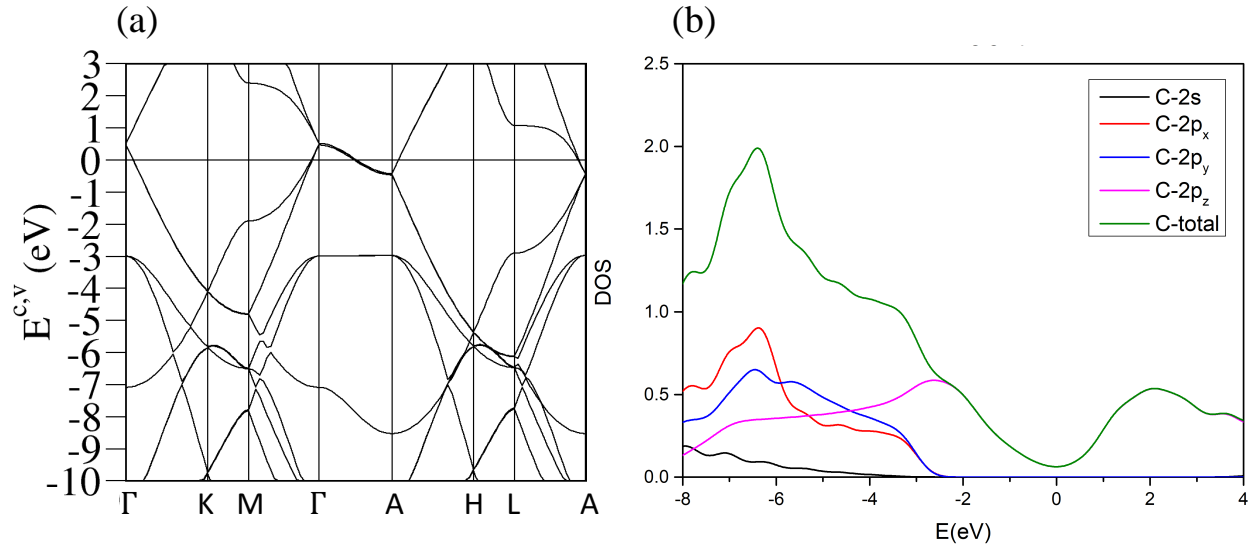 (a)
(b)
E^{c,v} (eV)
3
2
1
0
-1
-2
-3
-4
-5
-6
-7
-8
-9
-10
Γ K M Γ A H L A
DOS
2.5
2.0
1.5
1.0
0.5
0.0
C-2s
C-2p_x
C-2p_y
C-2p_z
C-total
-8 -6 -4 -2 0 2 4
E(eV)